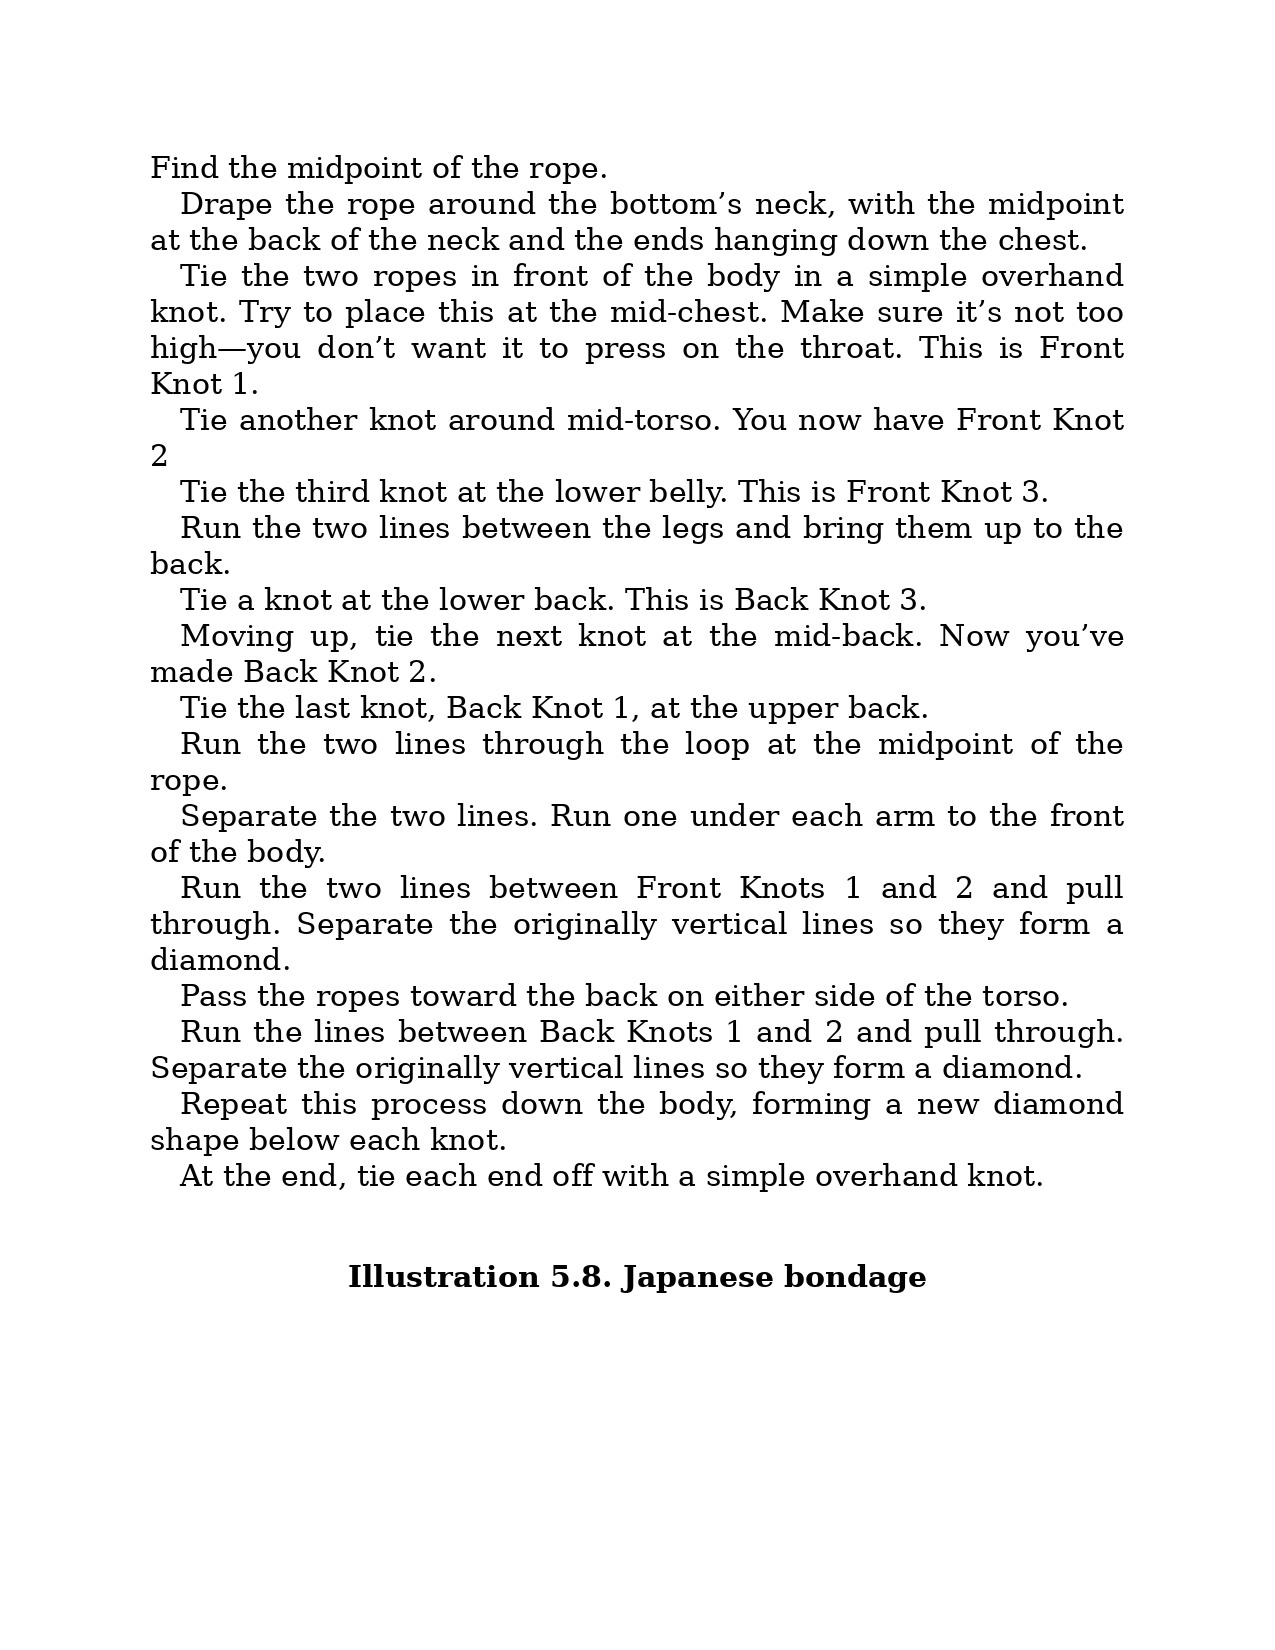 Find the midpoint of the rope.
Drape the rope around the bottom’s neck, with the midpoint
at the back of the neck and the ends hanging down the chest.
Tie the two ropes in front of the body in a simple overhand
knot. Try to place this at the mid-chest. Make sure it’s not too
high—you don’t want it to press on the throat. This is Front
Knot 1.
Tie another knot around mid-torso. You now have Front Knot
2
Tie the third knot at the lower belly. This is Front Knot 3.
Run the two lines between the legs and bring them up to the
back.
Tie a knot at the lower back. This is Back Knot 3.
Moving up, tie the next knot at the mid-back. Now you’ve
made Back Knot 2.
Tie the last knot, Back Knot 1, at the upper back.
Run the two lines through the loop at the midpoint of the
rope.
Separate the two lines. Run one under each arm to the front
of the body.
Run the two lines between Front Knots 1 and 2 and pull
through. Separate the originally vertical lines so they form a
diamond.
Pass the ropes toward the back on either side of the torso.
Run the lines between Back Knots 1 and 2 and pull through.
Separate the originally vertical lines so they form a diamond.
Repeat this process down the body, forming a new diamond
shape below each knot.
At the end, tie each end off with a simple overhand knot.
Illustration 5.8. Japanese bondage